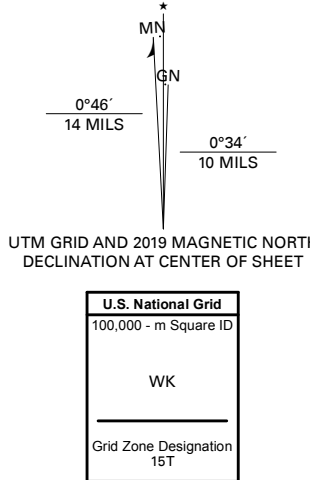 ★
MN
GN
0°46´
14 MILS
0°34´
10 MILS
UTM GRID AND 2019 MAGNETIC NORTH
DECLINATION AT CENTER OF SHEET
U.S. National Grid
100,000 - m Square ID
WK
Grid Zone Designation
15T